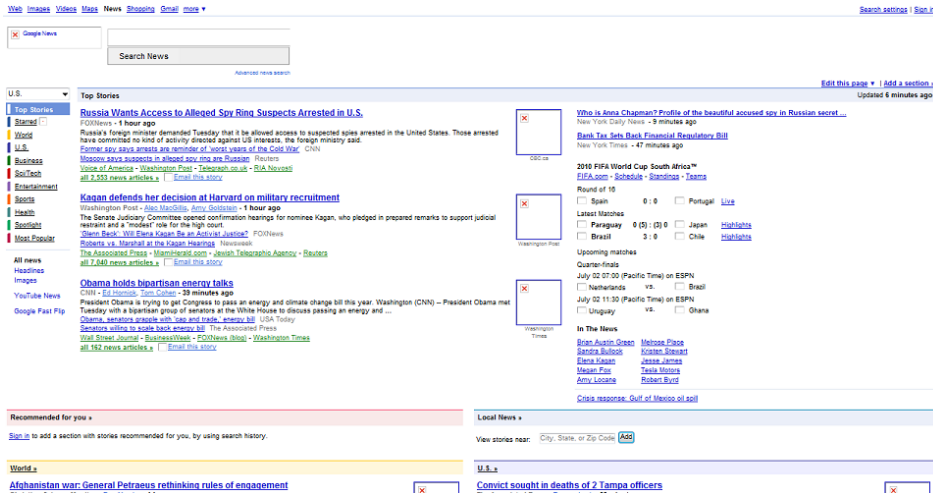 Web Images Videos Maps News Shopping Gmail more ▼
Search settings | Sign in
Google News
Search News
Advanced news search
Edit this page ▼ | Add a section »
U.S.
Top Stories
Updated 6 minutes ago
Top Stories
Starred
World
U.S.
Business
Sci/Tech
Entertainment
Sports
Health
Spotlight
Most Popular
All news
Headlines
Images
YouTube News
Google Fast Flip
Russia Wants Access to Alleged Spy Ring Suspects Arrested in U.S.
FOXNews - 1 hour ago
Russia's foreign minister demanded Tuesday that it be allowed access to suspected spies arrested in the United States. Those arrested
have committed no kind of activity directed against US interests, the foreign ministry said.
Former spy says arrests are reminder of 'worst years of the Cold War' CNN
Moscow says suspects in alleged spy ring are Russian Reuters
Voice of America - Washington Post - Telegraph.co.uk - RIA Novosti
all 2,553 news articles » Email this story
CBC.ca
Kagan defends her decision at Harvard on military recruitment
Washington Post - Alec MacGillis, Amy Goldstein - 1 hour ago
The Senate Judiciary Committee opened confirmation hearings for nominee Kagan, who pledged in prepared remarks to support judicial
restraint and a "modest" role for the high court.
'Glenn Beck': Will Elena Kagan Be an Activist Justice? FOXNews
Roberts vs. Marshall at the Kagan Hearings Newsweek
The Associated Press - MiamiHerald.com - Jewish Telegraphic Agency - Reuters
all 7,040 news articles » Email this story
Washington Post
Obama holds bipartisan energy talks
CNN - Ed Hornick, Tom Cohen - 39 minutes ago
President Obama is trying to get Congress to pass an energy and climate change bill this year. Washington (CNN) -- President Obama met
Tuesday with a bipartisan group of senators at the White House to discuss passing an energy and ...
Obama, senators grapple with 'cap and trade,' energy bill USA Today
Senators willing to scale back energy bill The Associated Press
Wall Street Journal - BusinessWeek - FOXNews (blog) - Washington Times
all 162 news articles » Email this story
Washington
Times
Who is Anna Chapman? Profile of the beautiful accused spy in Russian secret ...
New York Daily News - 9 minutes ago
Bank Tax Sets Back Financial Regulatory Bill
New York Times - 47 minutes ago
2010 FIFA World Cup South Africa™
FIFA.com - Schedule - Standings - Teams
Round of 16
Spain 0 : 0 Portugal Live
Latest Matches
Paraguay 0 (5) : (3) 0 Japan Highlights
Brazil 3 : 0 Chile Highlights
Upcoming matches
Quarter-finals
July 02 07:00 (Pacific Time) on ESPN
Netherlands vs. Brazil
July 02 11:30 (Pacific Time) on ESPN
Uruguay vs. Ghana
In The News
Brian Austin Green Melrose Place
Sandra Bullock Kristen Stewart
Elena Kagan Jesse James
Megan Fox Tesla Motors
Amy Locane Robert Byrd
Crisis response: Gulf of Mexico oil spill
Recommended for you »
Sign in to add a section with stories recommended for you, by using search history.
Local News »
View stories near: City, State, or Zip Code Add
World »
Afghanistan war: General Petraeus rethinking rules of engagement
U.S. »
Convict sought in deaths of 2 Tampa officers